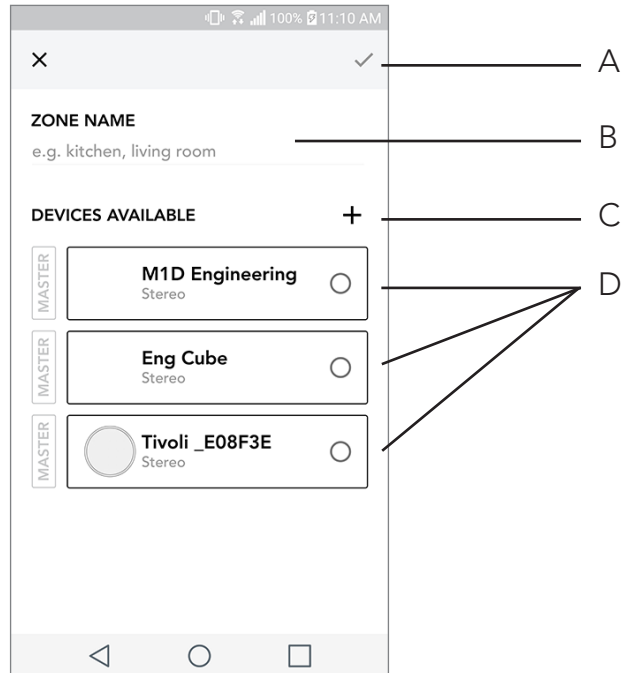 100% 11:10 AM
A
ZONE NAME
B
e.g. kitchen, living room
DEVICES AVAILABLE + C
MASTER M1D Engineering D
Stereo
MASTER Eng Cube
Stereo
MASTER Tivoli _E08F3E
Stereo